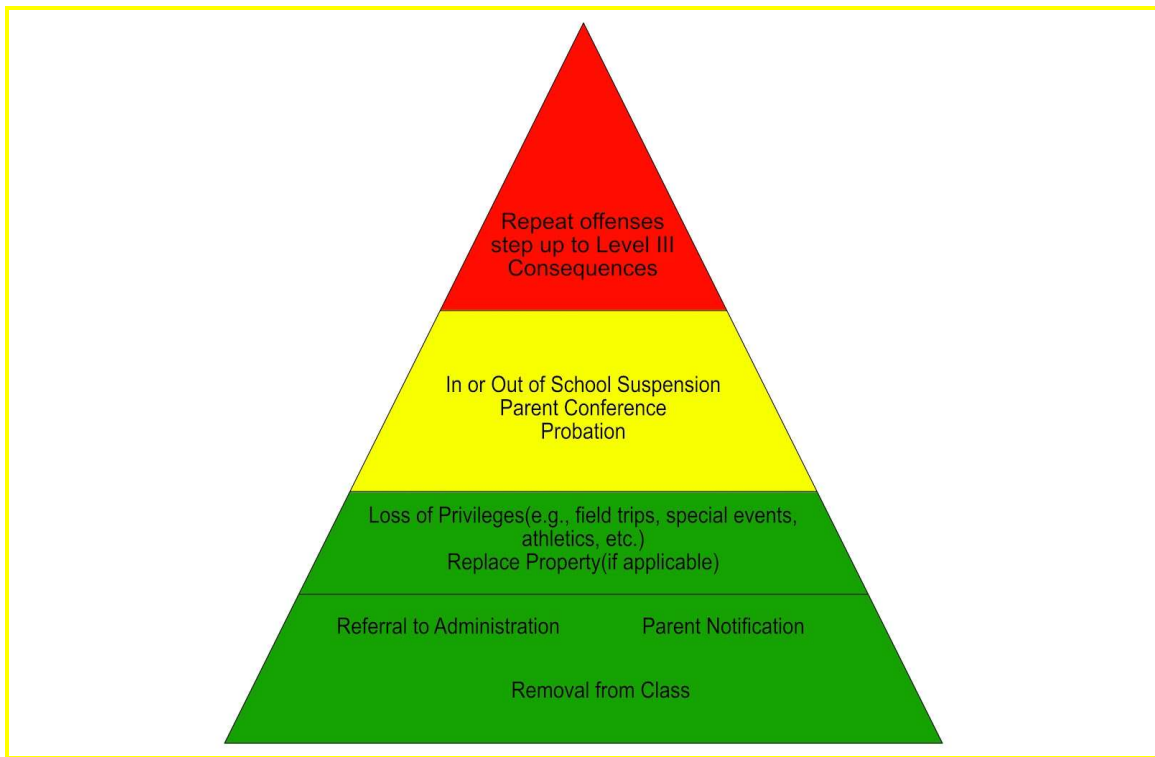 Repeat offenses
step up to Level III
Consequences
In or Out of School Suspension
Parent Conference
Probation
Loss of Privileges(e.g., field trips, special events,
athletics, etc.)
Replace Property(if applicable)
Referral to Administration
Parent Notification
Removal from Class